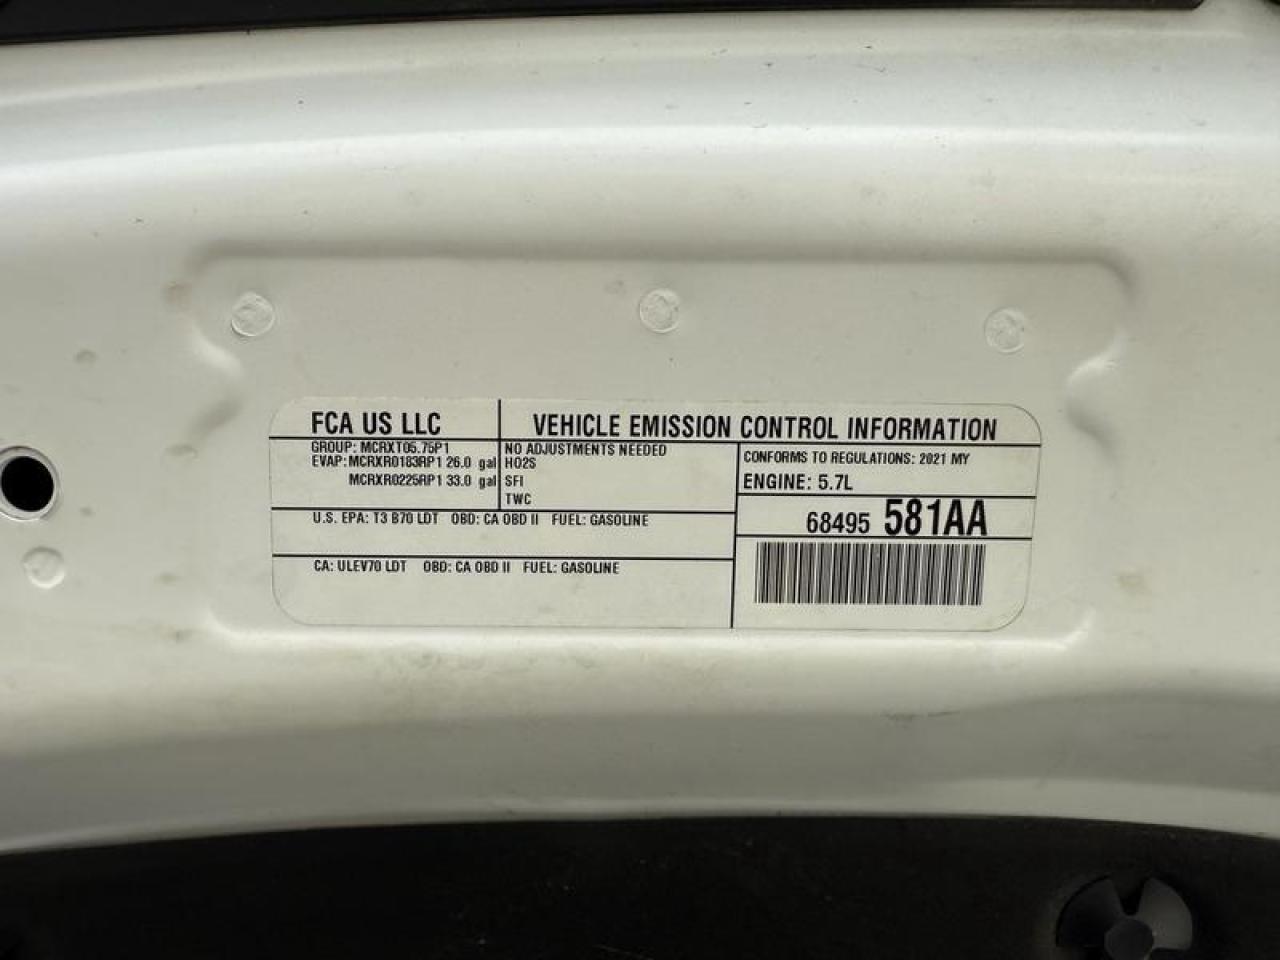 FCA US LLC
VEHICLE EMISSION CONTROL INFORMATION
GROUP: MCRXT05.75P1
EVAP: MCRXR0183RP1 26.0 gal
MCRXR0225RP1 33.0 gal
NO ADJUSTMENTS NEEDED
HO2S
SFI
TWC
CONFORMS TO REGULATIONS: 2021 MY
ENGINE: 5.7L
68495 581AA
U.S. EPA: T3 B70 LDT OBD: CA OBD II FUEL: GASOLINE
CA: ULEV70 LDT OBD: CA OBD II FUEL: GASOLINE